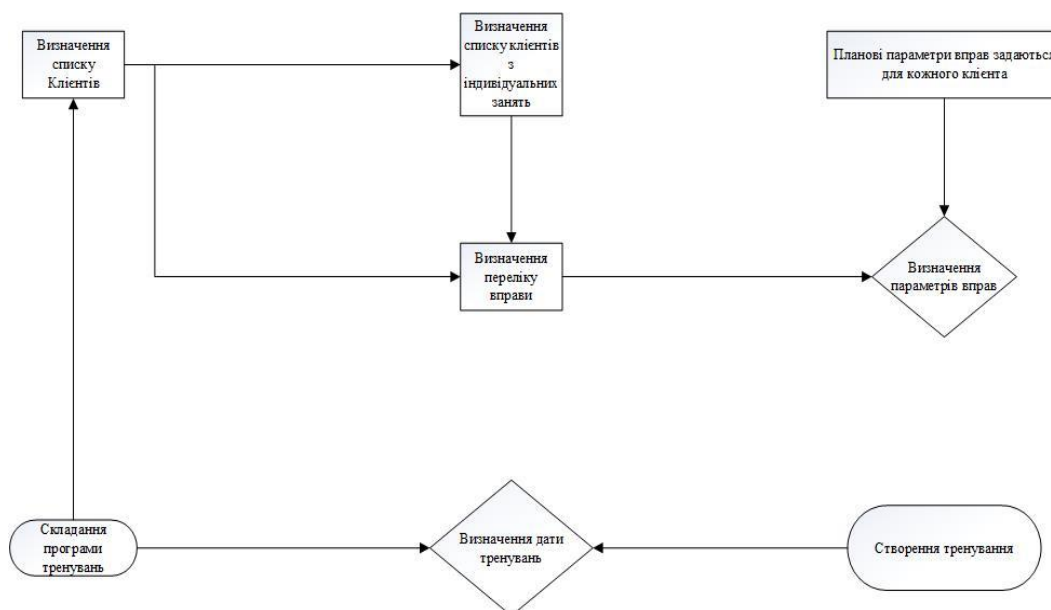 Визначення
списку
Клієнтів
Визначення
списку клієнтів
з
індивідуальних
занять
Планові параметри вправ задаються
для кожного клієнта
Визначення
переліку
вправи
Визначення
параметрів вправ
Складання
програми
тренувань
Визначення дати
тренувань
Створення тренування